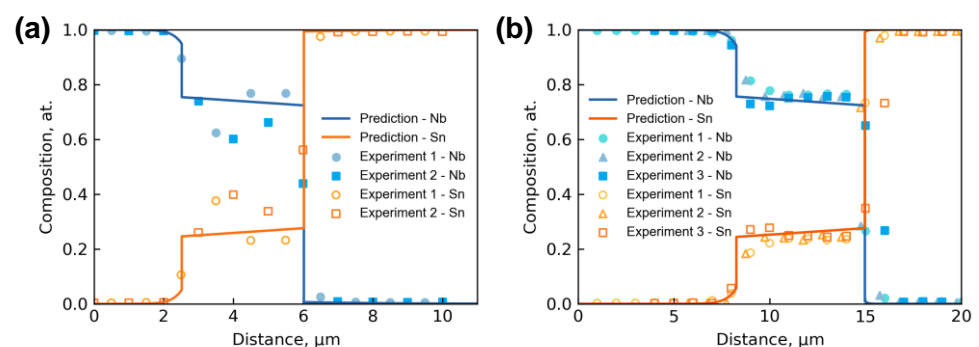 (a)
1.0
0.8
0.6
0.4
0.2
0.0
Composition, at.
Prediction - Nb
Prediction - Sn
Experiment 1 - Nb
Experiment 2 - Nb
Experiment 1 - Sn
Experiment 2 - Sn
0 2 4 6 8 10
Distance, μm
(b)
1.0
0.8
0.6
0.4
0.2
0.0
Composition, at.
Prediction - Nb
Prediction - Sn
Experiment 1 - Nb
Experiment 2 - Nb
Experiment 3 - Nb
Experiment 1 - Sn
Experiment 2 - Sn
Experiment 3 - Sn
0 5 10 15 20
Distance, μm